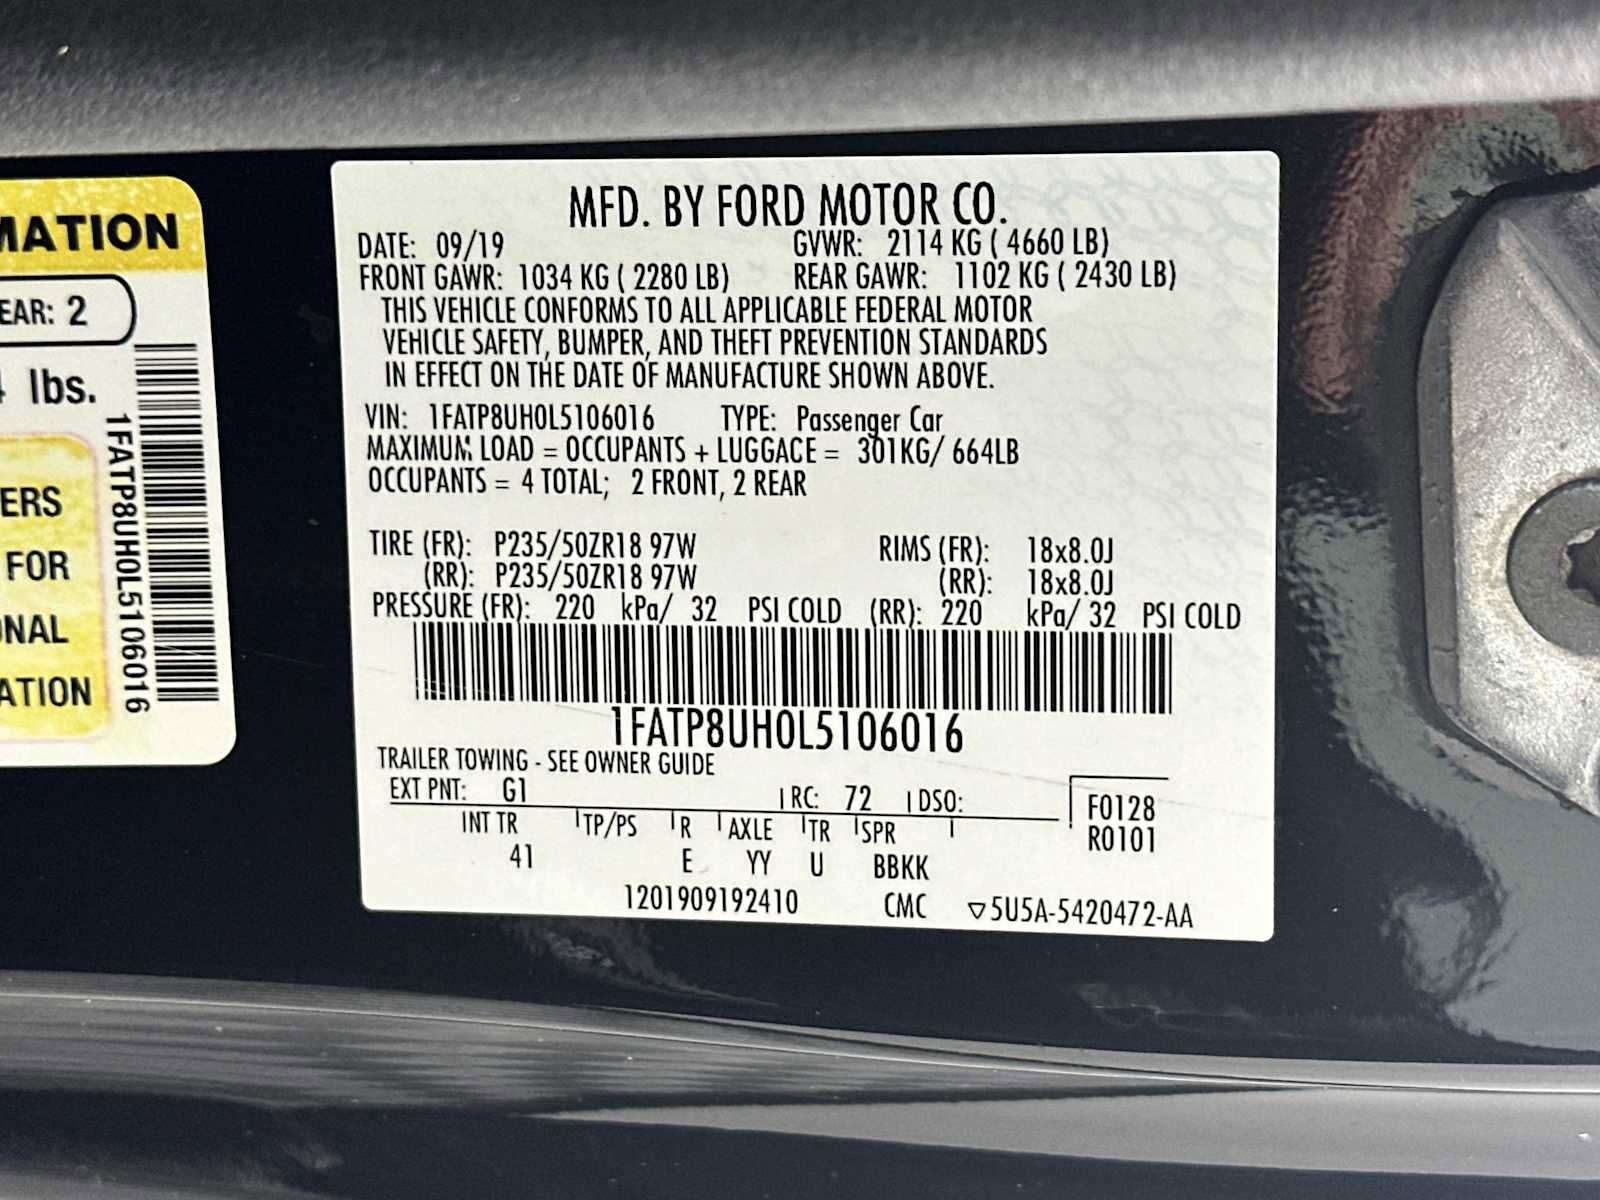 MATION
EAR: 2
lbs.
ERS
FOR
ONAL
ATION
1FATP8UH0L5106016
MFD. BY FORD MOTOR CO.
DATE: 09/19 GVWR: 2114 KG ( 4660 LB)
FRONT GAWR: 1034 KG ( 2280 LB) REAR GAWR: 1102 KG ( 2430 LB)
THIS VEHICLE CONFORMS TO ALL APPLICABLE FEDERAL MOTOR
VEHICLE SAFETY, BUMPER, AND THEFT PREVENTION STANDARDS
IN EFFECT ON THE DATE OF MANUFACTURE SHOWN ABOVE.
VIN: 1FATP8UH0L5106016 TYPE: Passenger Car
MAXIMUM LOAD = OCCUPANTS + LUGGAGE = 301KG/ 664LB
OCCUPANTS = 4 TOTAL; 2 FRONT, 2 REAR
TIRE (FR): P235/50ZR18 97W RIMS (FR): 18x8.0J
(RR): P235/50ZR18 97W (RR): 18x8.0J
PRESSURE (FR): 220 kPa/ 32 PSI COLD (RR): 220 kPa/ 32 PSI COLD
1FATP8UH0L5106016
TRAILER TOWING - SEE OWNER GUIDE
EXT PNT: G1 RC: 72 DSO: F0128
INT TR TP/PS R AXLE TR SPR R0101
41 E YY U BBKK
1201909192410 CMC ▽5U5A-5420472-AA